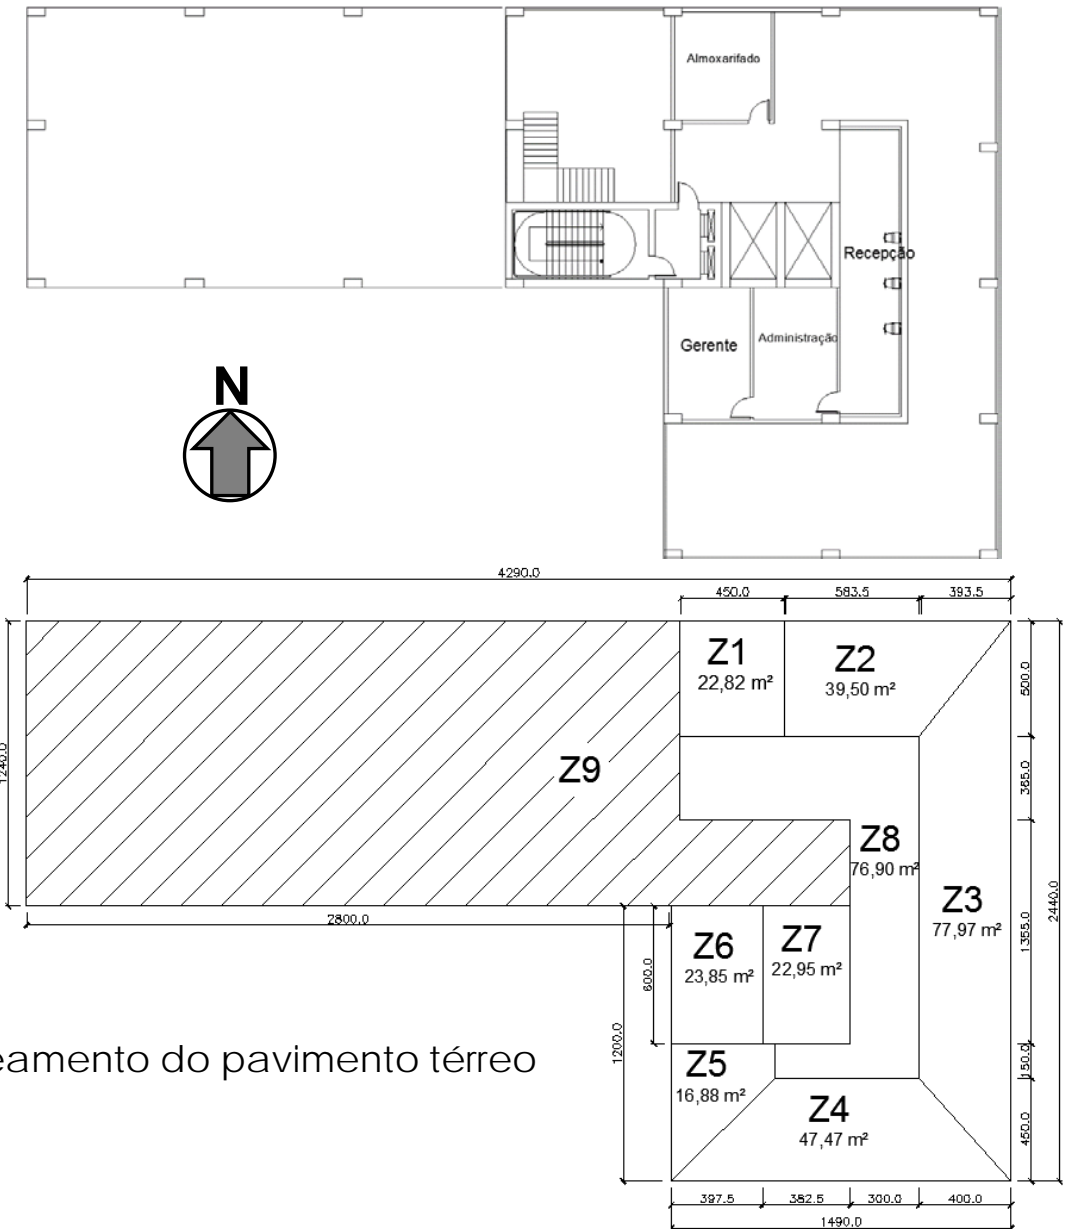 Almoxarifado
Recepção
Gerente
Administração
N
4290.0
450.0
583.5
393.5
Z1
22,82 m²
Z2
39,50 m²
500.0
1240.0
Z9
365.0
Z8
76,90 m²
Z3
77,97 m²
2440.0
1355.0
2800.0
Z6
23,85 m²
Z7
22,95 m²
600.0
1200.0
eamento do pavimento térreo
Z5
16,88 m²
150.0
Z4
47,47 m²
450.0
397.5
382.5
300.0
400.0
1490.0